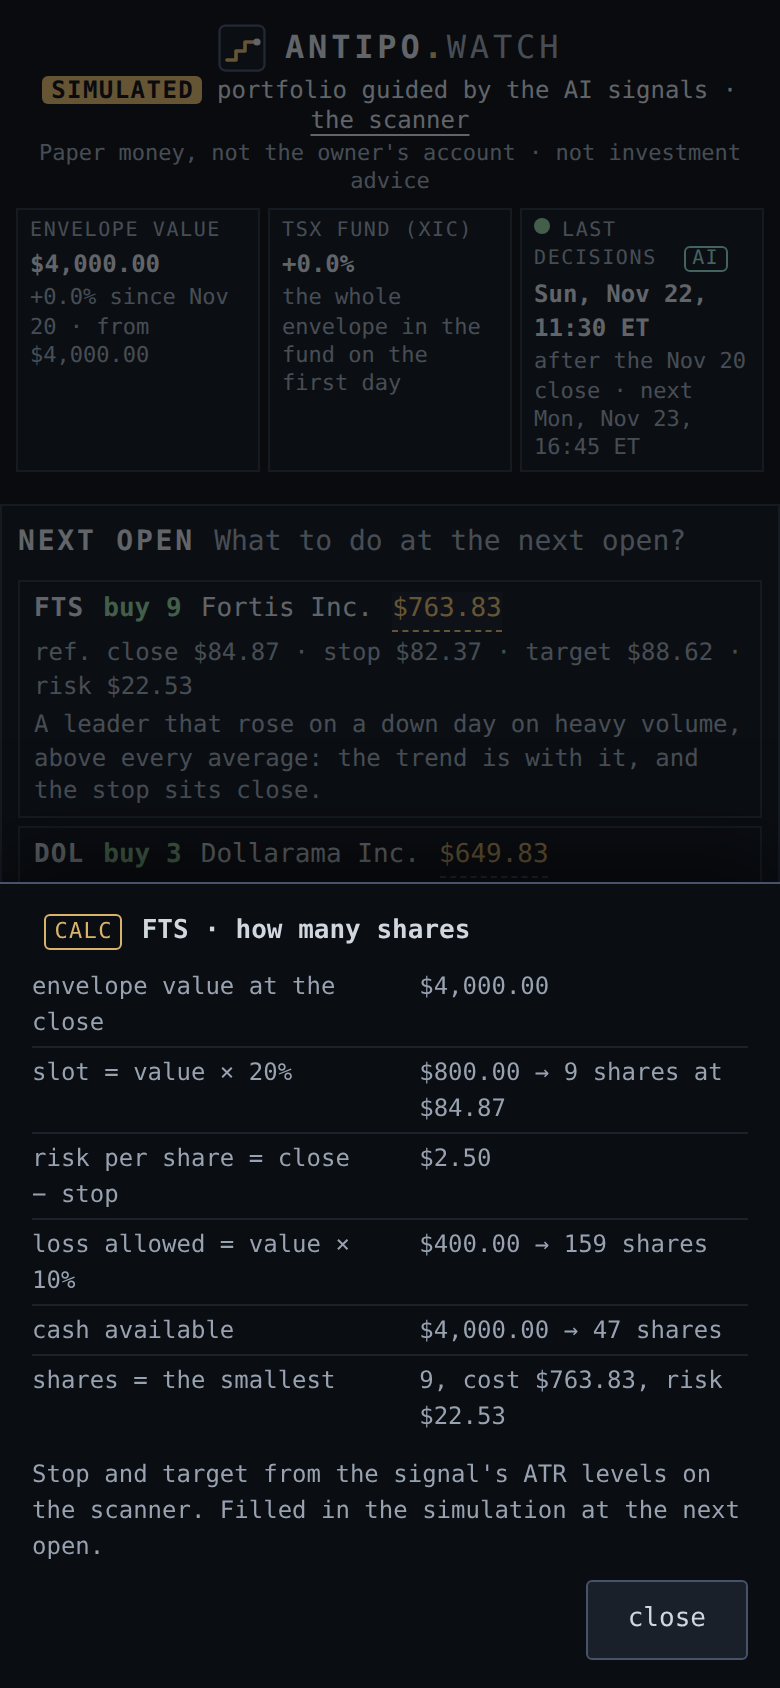 ANTIPO.WATCH
SIMULATED portfolio guided by the AI signals ·
the scanner
Paper money, not the owner's account · not investment
advice
ENVELOPE VALUE
$4,000.00
+0.0% since Nov
20 · from
$4,000.00
TSX FUND (XIC)
+0.0%
the whole
envelope in the
fund on the
first day
LAST
DECISIONS AI
Sun, Nov 22,
11:30 ET
after the Nov 20
close · next
Mon, Nov 23,
16:45 ET
NEXT OPEN What to do at the next open?
FTS buy 9 Fortis Inc. $763.83
ref. close $84.87 · stop $82.37 · target $88.62 ·
risk $22.53
A leader that rose on a down day on heavy volume,
above every average: the trend is with it, and
the stop sits close.
DOL buy 3 Dollarama Inc. $649.83
CALC FTS · how many shares
envelope value at the
close
$4,000.00
slot = value × 20%
$800.00 → 9 shares at
$84.87
risk per share = close
− stop
$2.50
loss allowed = value ×
10%
$400.00 → 159 shares
cash available
$4,000.00 → 47 shares
shares = the smallest
9, cost $763.83, risk
$22.53
Stop and target from the signal's ATR levels on
the scanner. Filled in the simulation at the next
open.
close